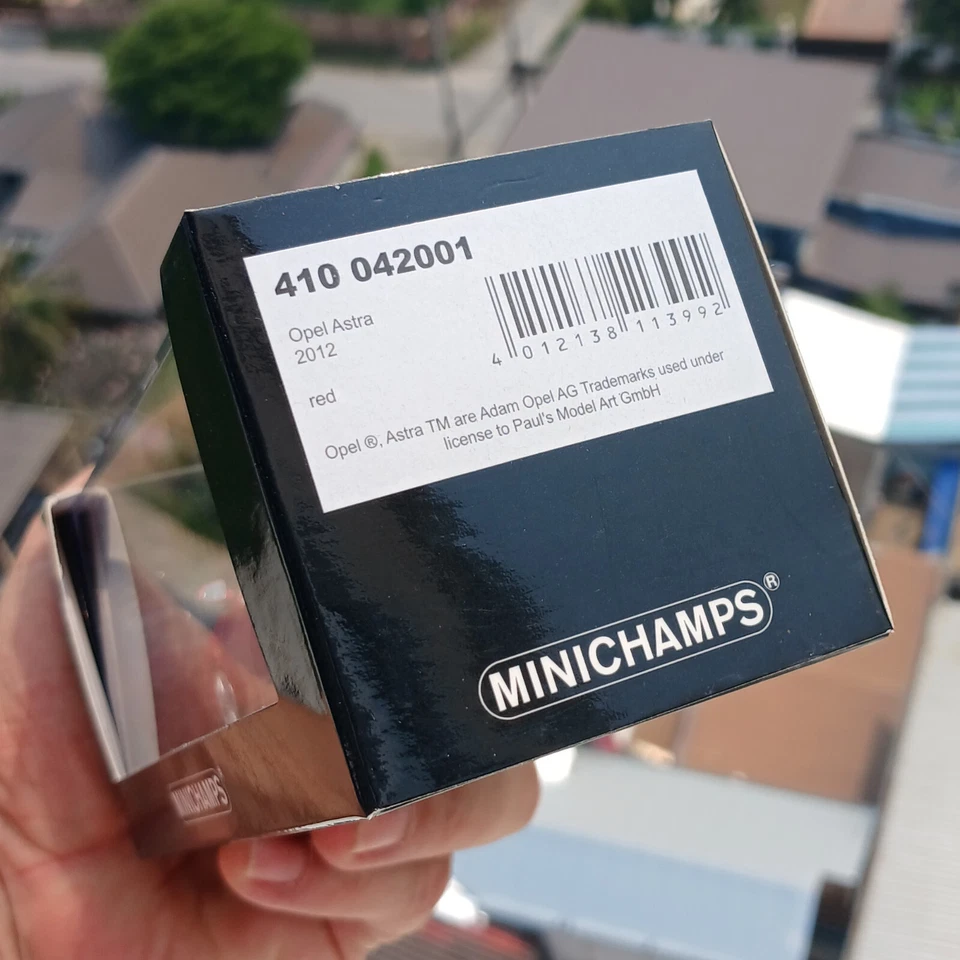 410 042001
Opel Astra
2012
red
4 012138 113992
Opel ®, Astra TM are Adam Opel AG Trademarks used under
license to Paul's Model Art GmbH
MINICHAMPS®
MINICHAMPS